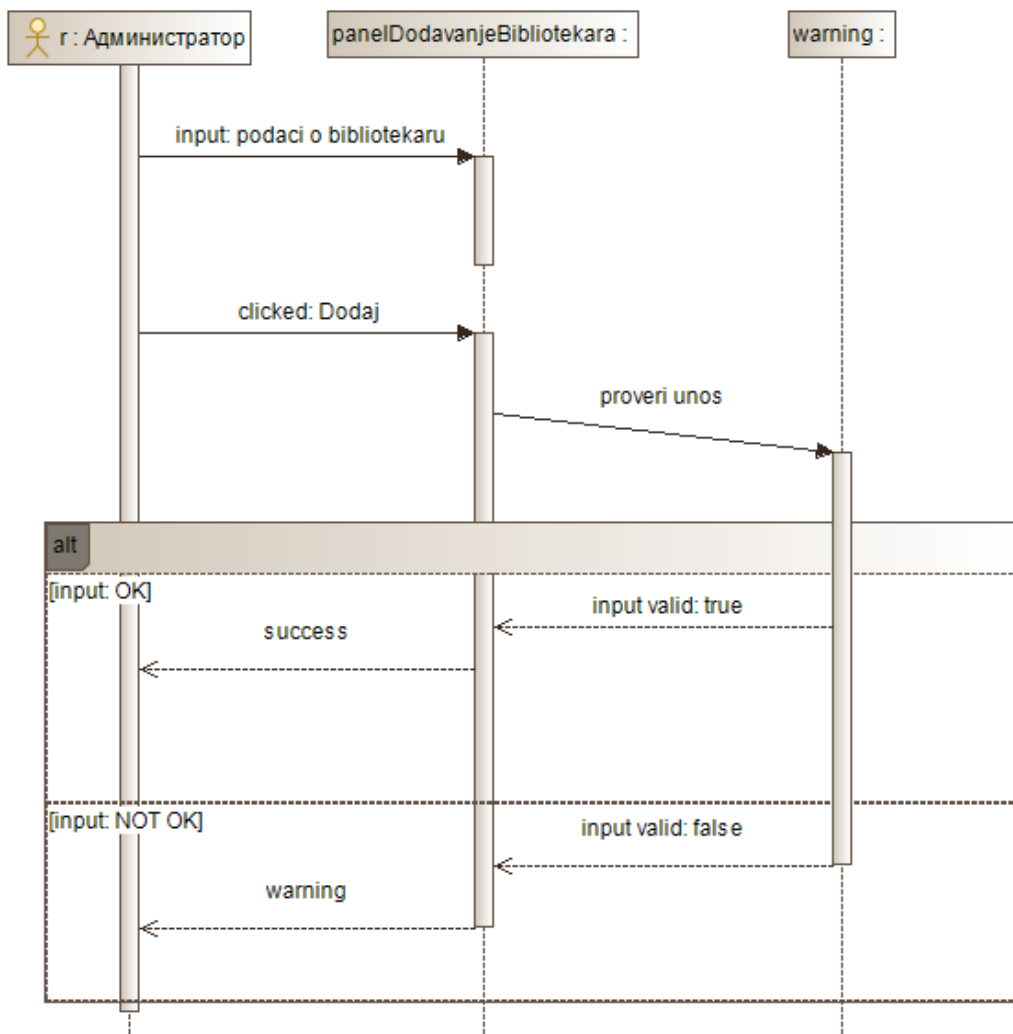 r : Администратор
panelDodavanjeBibliotekara :
warning :
input: podaci o bibliotekaru
clicked: Dodaj
proveri unos
alt
[input: OK]
input valid: true
success
[input: NOT OK]
input valid: false
warning